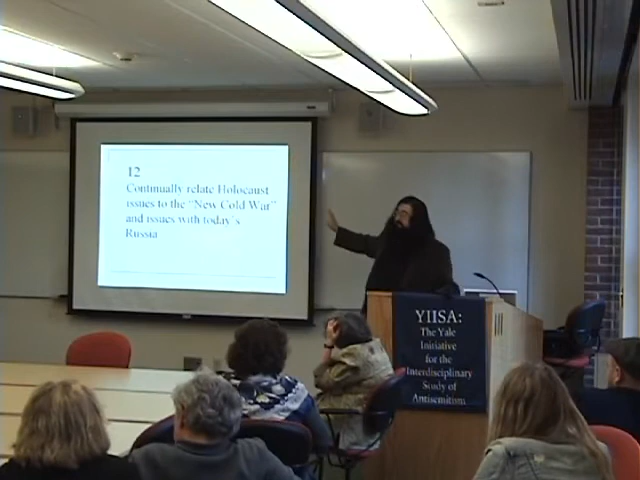 12
Continually relate Holocaust
issues to the "New Cold War"
and issues with today's
Russia
YIISA:
The Yale
Initiative
for the
Interdisciplinary
Study of
Antisemitism